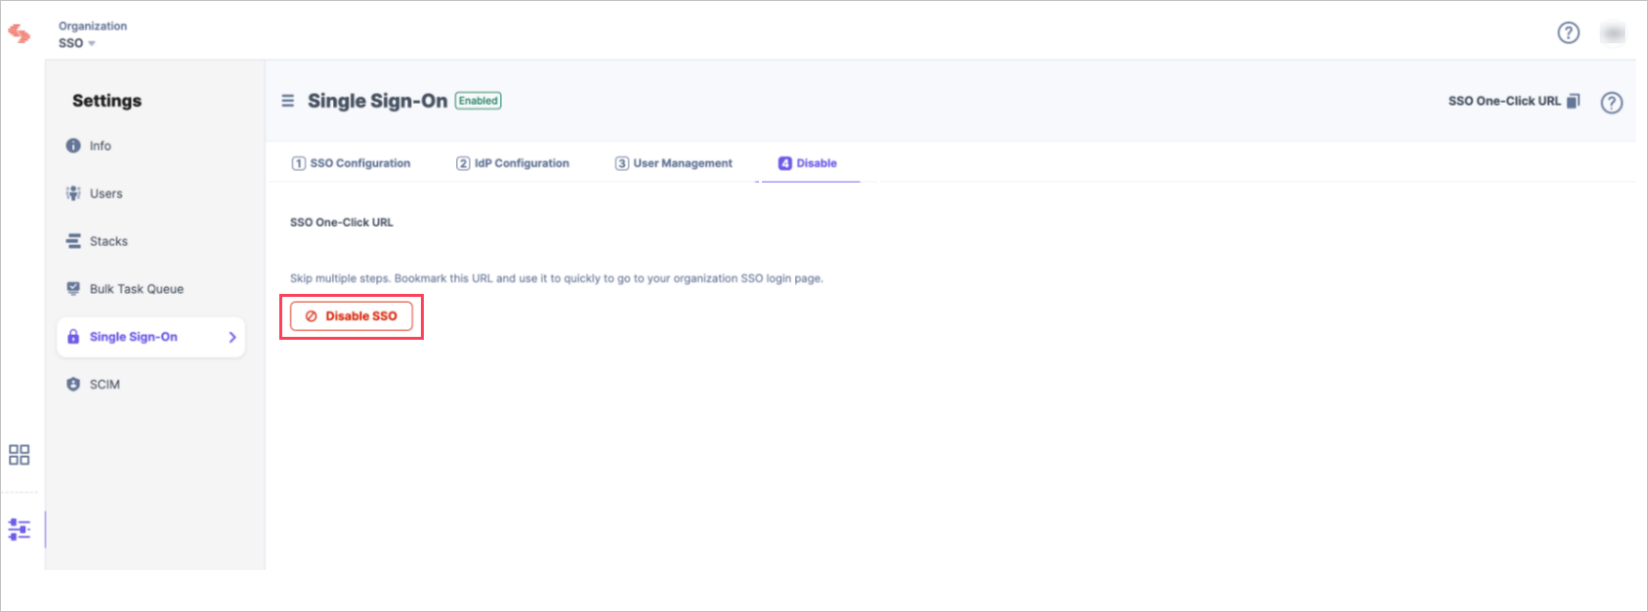 Organization
SSO
Settings
Info
Users
Stacks
Bulk Task Queue
Single Sign-On
SCIM
Single Sign-On Enabled
SSO One-Click URL
1 SSO Configuration 2 IdP Configuration 3 User Management 4 Disable
SSO One-Click URL
Skip multiple steps. Bookmark this URL and use it to quickly to go to your organization SSO login page.
Disable SSO